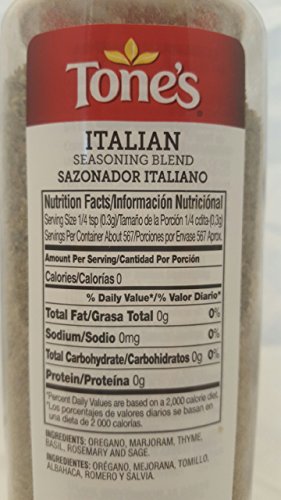 TONE'S
ITALIAN
SEASONING BLEND
SAZONADOR ITALIANO
Nutrition Facts/Información Nutriciónal
Serving Size 1/4 tsp (0.3g)/Tamaño de la Porción 1/4 cdita(0.3g)
Servings Per Container About 567/Porciones por Envase 567 Aprox.
Amount Per Serving/Cantidad Por Porción
Calories/Calorías 0
% Daily Value*/% Valor Diario*
Total Fat/Grasa Total 0g 0%
Sodium/Sodio 0mg 0%
Total Carbohydrate/Carbohidratos 0g 0%
Protein/Proteína 0g
*Percent Daily Values are based on a 2,000 calorie diet.
*Los porcentajes de valores diarios se basan en
una dieta de 2 000 calorías.
INGREDIENTS: OREGANO, MARJORAM, THYME,
BASIL, ROSEMARY AND SAGE.
INGREDIENTES: ORÉGANO, MEJORANA, TOMILLO,
ALBAHACA, ROMERO Y SALVIA.